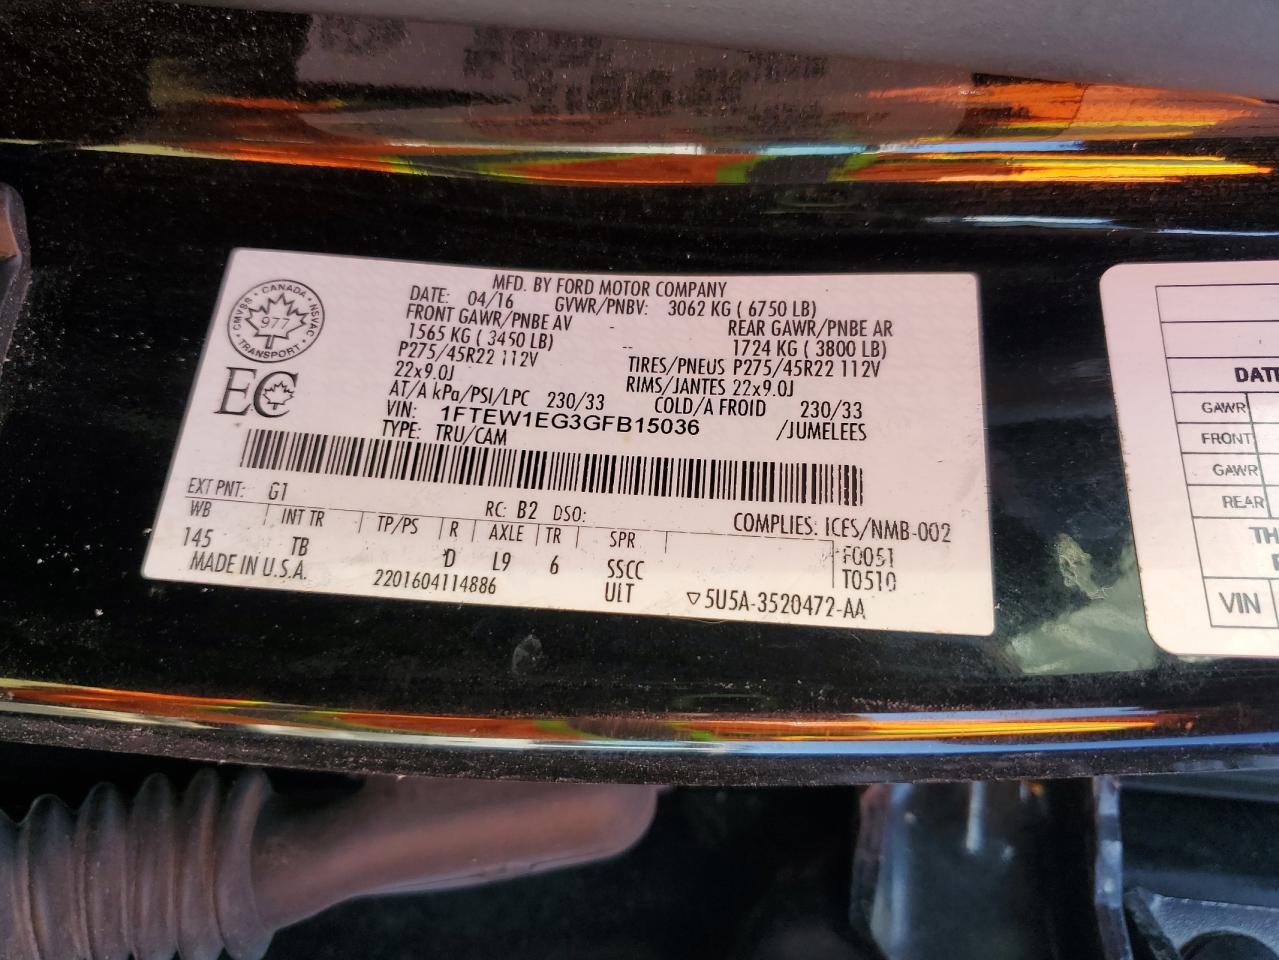 MFD. BY FORD MOTOR COMPANY
DATE: 04/16 GVWR/PNBV: 3062 KG ( 6750 LB)
FRONT GAWR/PNBE AV REAR GAWR/PNBE AR
1565 KG ( 3450 LB) -- 1724 KG ( 3800 LB)
P275/45R22 112V TIRES/PNEUS P275/45R22 112V
22x9.0J RIMS/JANTES 22x9.0J
AT/A kPa/PSI/LPC 230/33 COLD/A FROID 230/33
VIN: 1FTEW1EG3GFB15036 /JUMELEES
TYPE: TRU/CAM
CANADA
CMVSS NSVAC
977
TRANSPORT
EC
EXT PNT: G1 RC: B2 DSO:
COMPLIES: ICES/NMB-002
WB INT TR TP/PS R AXLE TR SPR
145 TB D L9 6 SSCC
F0051
T0510
MADE IN U.S.A. 2201604114886 ULT ▽5U5A-3520472-AA
DATE
GAWR
FRONT
GAWR
REAR
TH
VIN